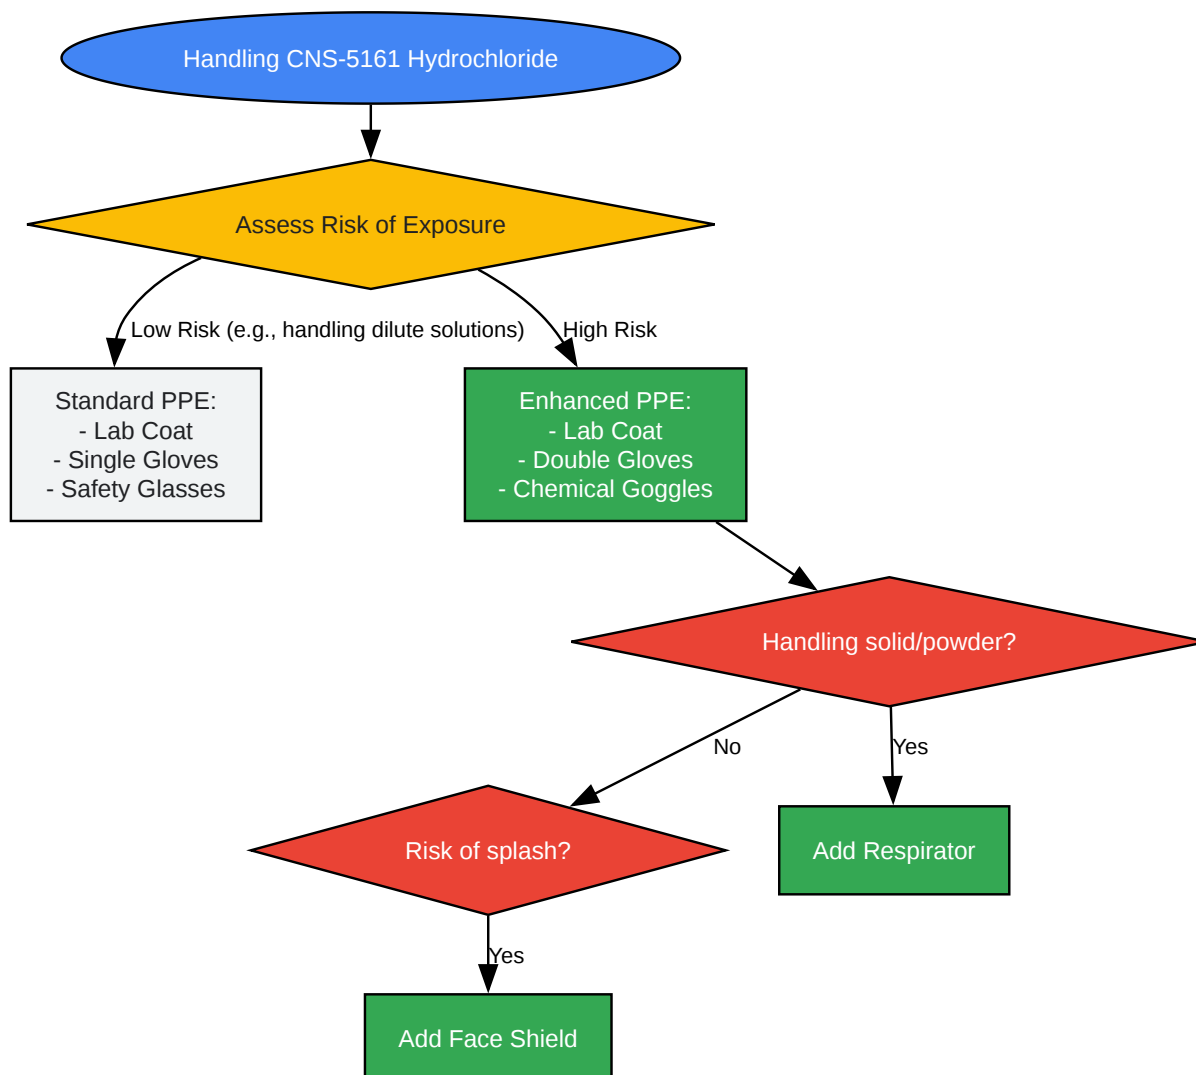 Handling CNS-5161 Hydrochloride
Assess Risk of Exposure
Low Risk (e.g., handling dilute solutions)
High Risk
Standard PPE:
- Lab Coat
- Single Gloves
- Safety Glasses
Enhanced PPE:
- Lab Coat
- Double Gloves
- Chemical Goggles
Handling solid/powder?
No
Yes
Risk of splash?
Add Respirator
Yes
Add Face Shield